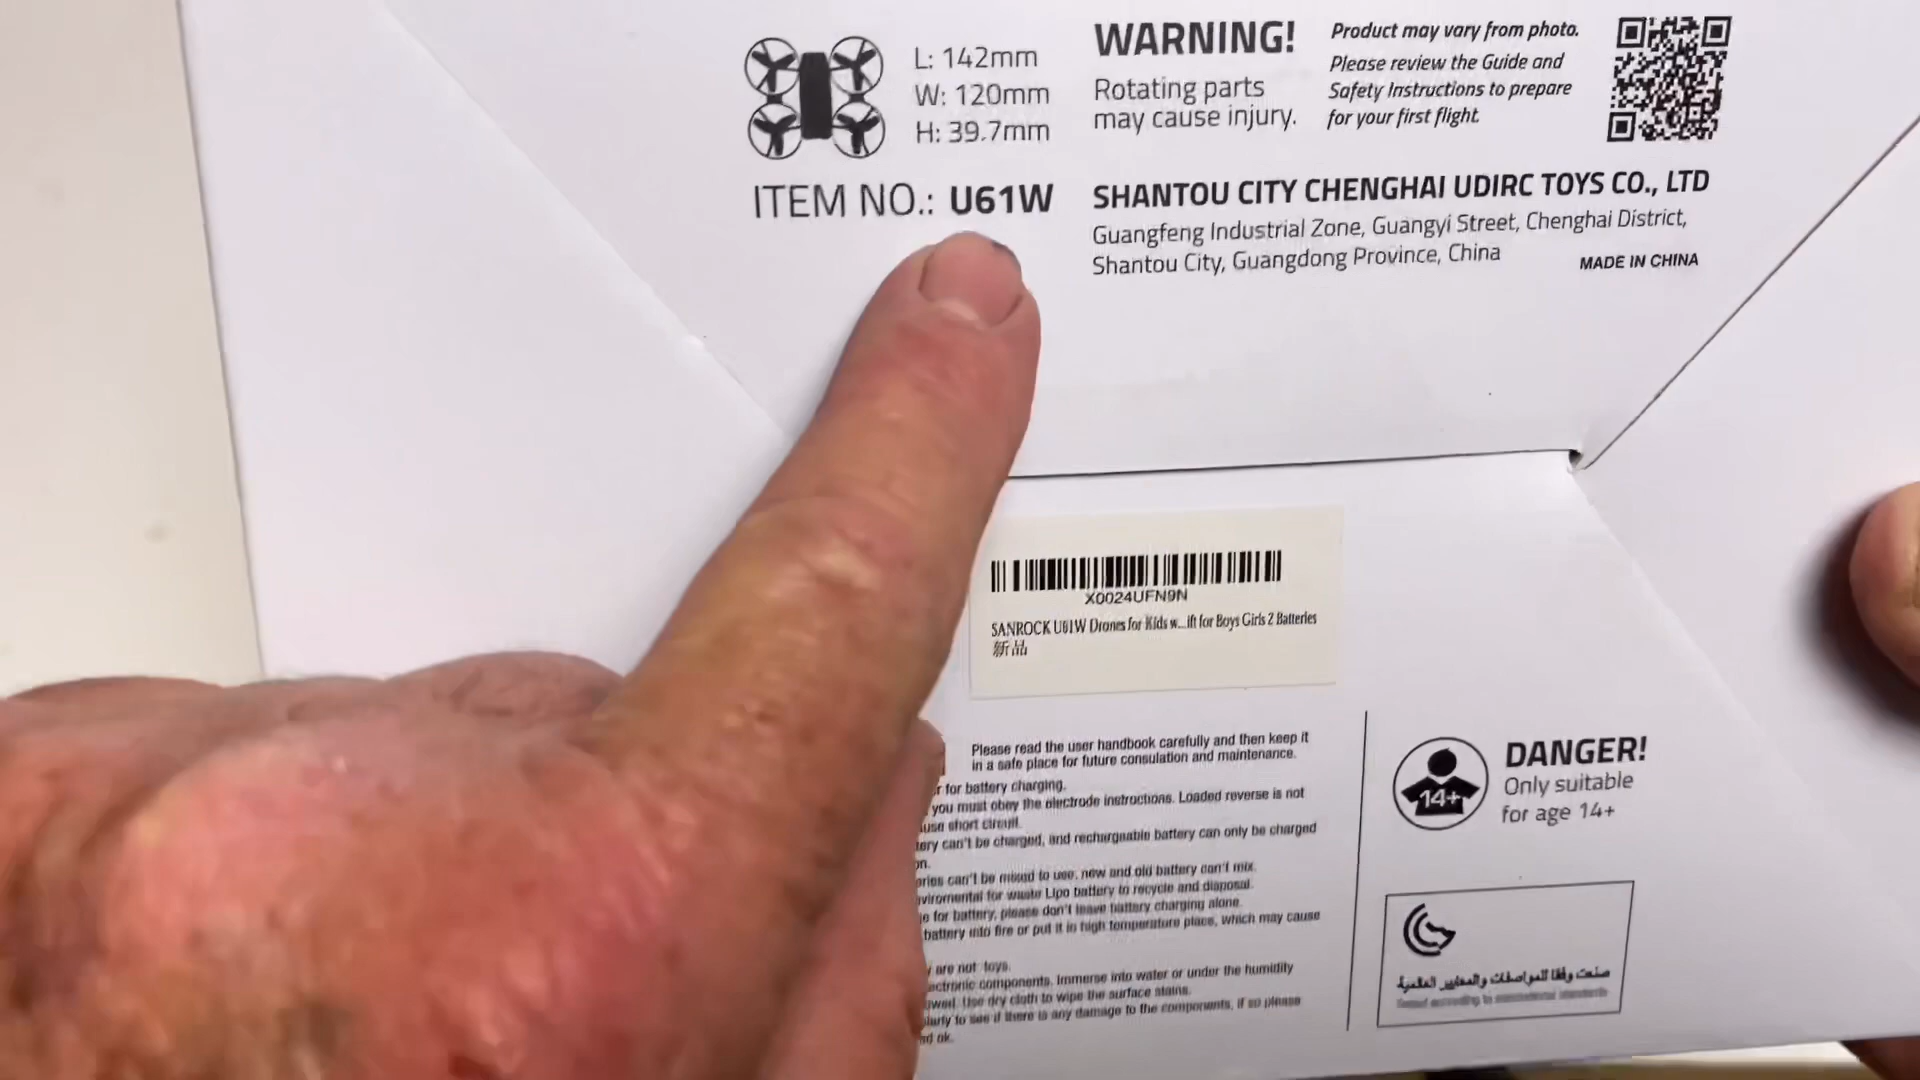 L: 142mm
W: 120mm
H: 39.7mm
ITEM NO.: U61W
WARNING!
Rotating parts
may cause injury.
Product may vary from photo.
Please review the Guide and
Safety Instructions to prepare
for your first flight.
SHANTOU CITY CHENGHAI UDIRC TOYS CO., LTD
Guangfeng Industrial Zone, Guangyi Street, Chenghai District,
Shantou City, Guangdong Province, China
MADE IN CHINA
X0024UFN9N
SANROCK U61W Drones for Kids w...ift for Boys Girls 2 Batteries
新品
Please read the user handbook carefully and then keep it
in a safe place for future consulation and maintenance.
r for battery charging.
you must obey the electrode instructions. Loaded reverse is not
use short circuit.
ery can't be charged, and rechargeable battery can only be charged
on.
ries can't be mixed to use, new and old battery can't mix.
viromental for waste Lipo battery to recycle and disposal.
e for battery, please don't leave battery charging alone.
battery into fire or put it in high temperature place, which may cause
y are not toys.
ectronic components. Immerse into water or under the humidity
owed. Use dry cloth to wipe the surface stains.
larly to see if there is any damage to the components, if so please
ed ok.
14+
DANGER!
Only suitable
for age 14+
صنعت وفقا للمواصفات والمعايير العالمية